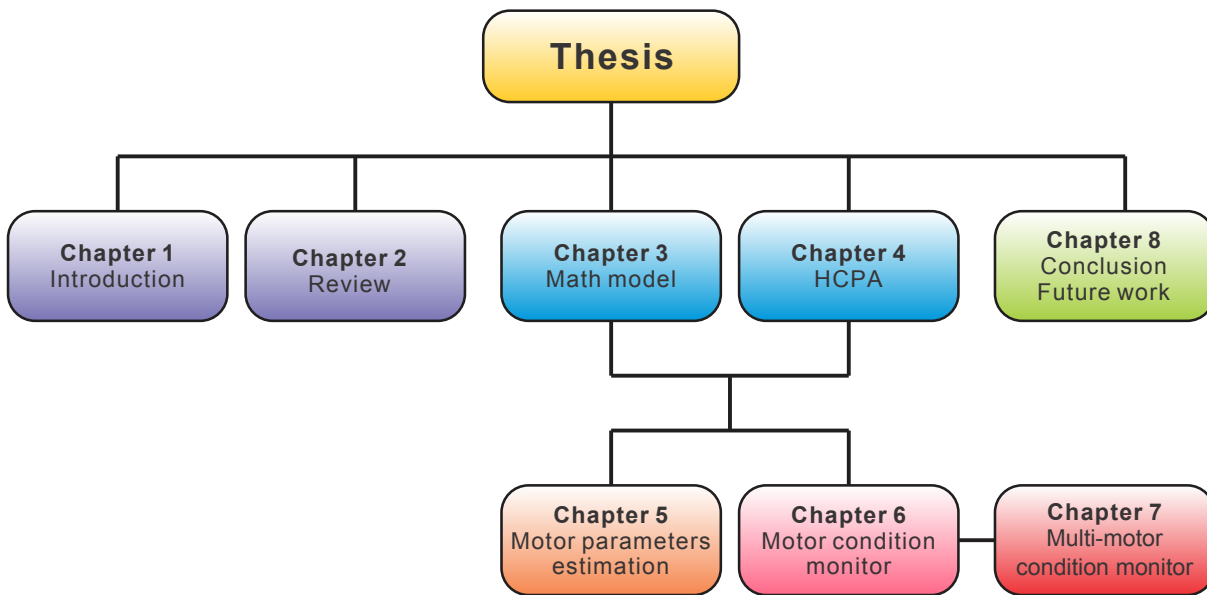 Thesis
Chapter 1
Introduction
Chapter 2
Review
Chapter 3
Math model
Chapter 4
HCPA
Chapter 8
Conclusion
Future work
Chapter 5
Motor parameters
estimation
Chapter 6
Motor condition
monitor
Chapter 7
Multi-motor
condition monitor